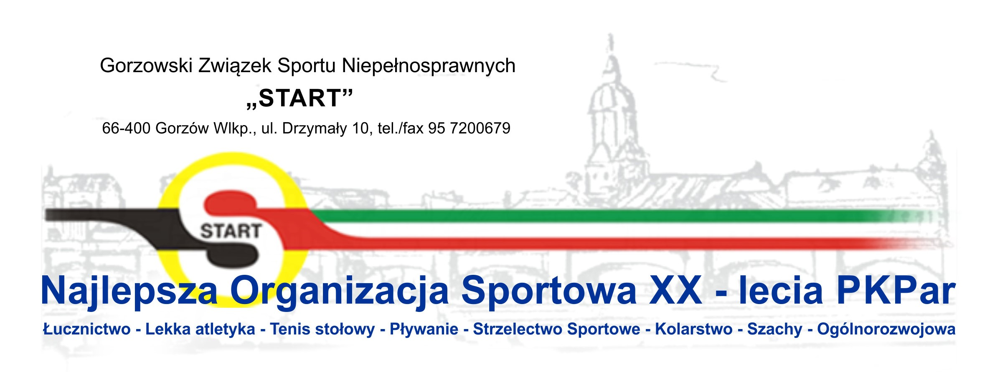 Gorzowski Związek Sportu Niepełnosprawnych
„START”
66-400 Gorzów Wlkp., ul. Drzymały 10, tel./fax 95 7200679
START
Najlepsza Organizacja Sportowa XX - lecia PKPar
Łucznictwo - Lekka atletyka - Tenis stołowy - Pływanie - Strzelectwo Sportowe - Kolarstwo - Szachy - Ogólnorozwojowa